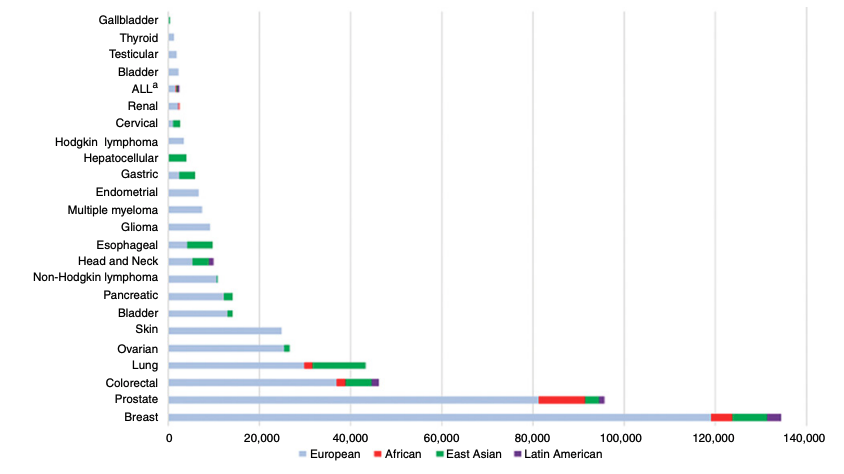 Gallbladder
Thyroid
Testicular
Bladder
ALLa
Renal
Cervical
Hodgkin lymphoma
Hepatocellular
Gastric
Endometrial
Multiple myeloma
Glioma
Esophageal
Head and Neck
Non-Hodgkin lymphoma
Pancreatic
Bladder
Skin
Ovarian
Lung
Colorectal
Prostate
Breast
0 20,000 40,000 60,000 80,000 100,000 120,000 140,000
European African East Asian Latin American